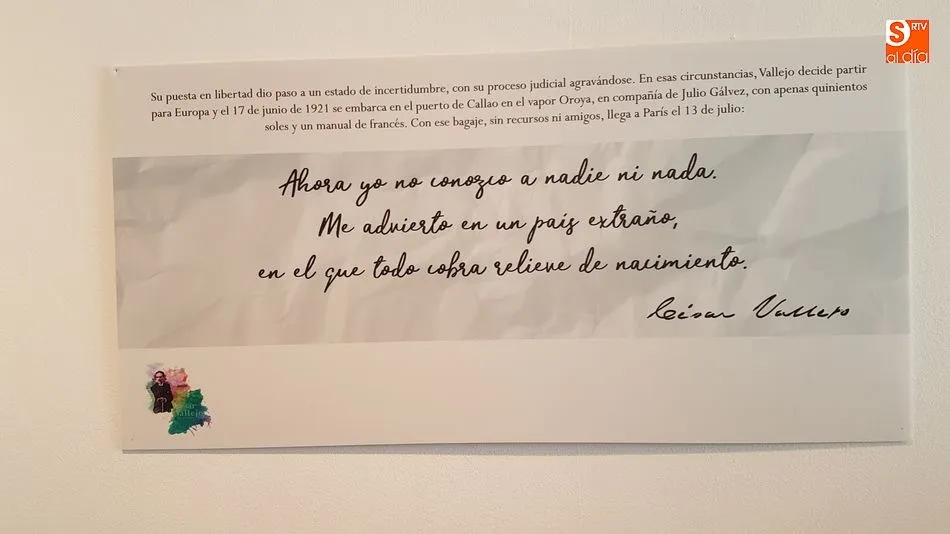 S RTV
al día
Su puesta en libertad dio paso a un estado de incertidumbre, con su proceso judicial agravándose. En esas circunstancias, Vallejo decide partir
para Europa y el 17 de junio de 1921 se embarca en el puerto de Callao en el vapor Oroya, en compañía de Julio Gálvez, con apenas quinientos
soles y un manual de francés. Con ese bagaje, sin recursos ni amigos, llega a París el 13 de julio:
Ahora yo no conozco a nadie ni nada.
Me advierto en un país extraño,
en el que todo cobra relieve de nacimiento.
César Vallejo
Vallejo